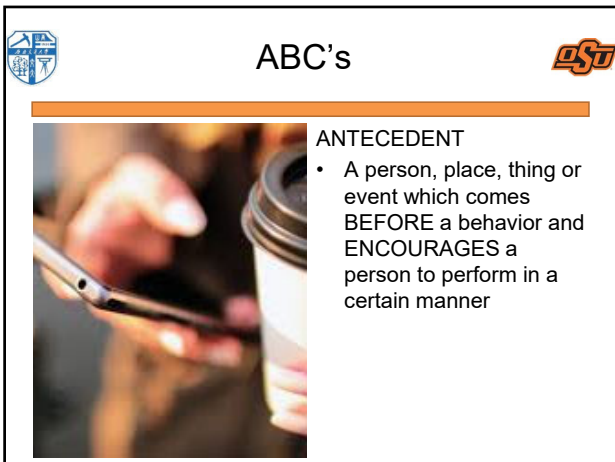 ABC's
OSU
ANTECEDENT
• A person, place, thing or
event which comes
BEFORE a behavior and
ENCOURAGES a
person to perform in a
certain manner